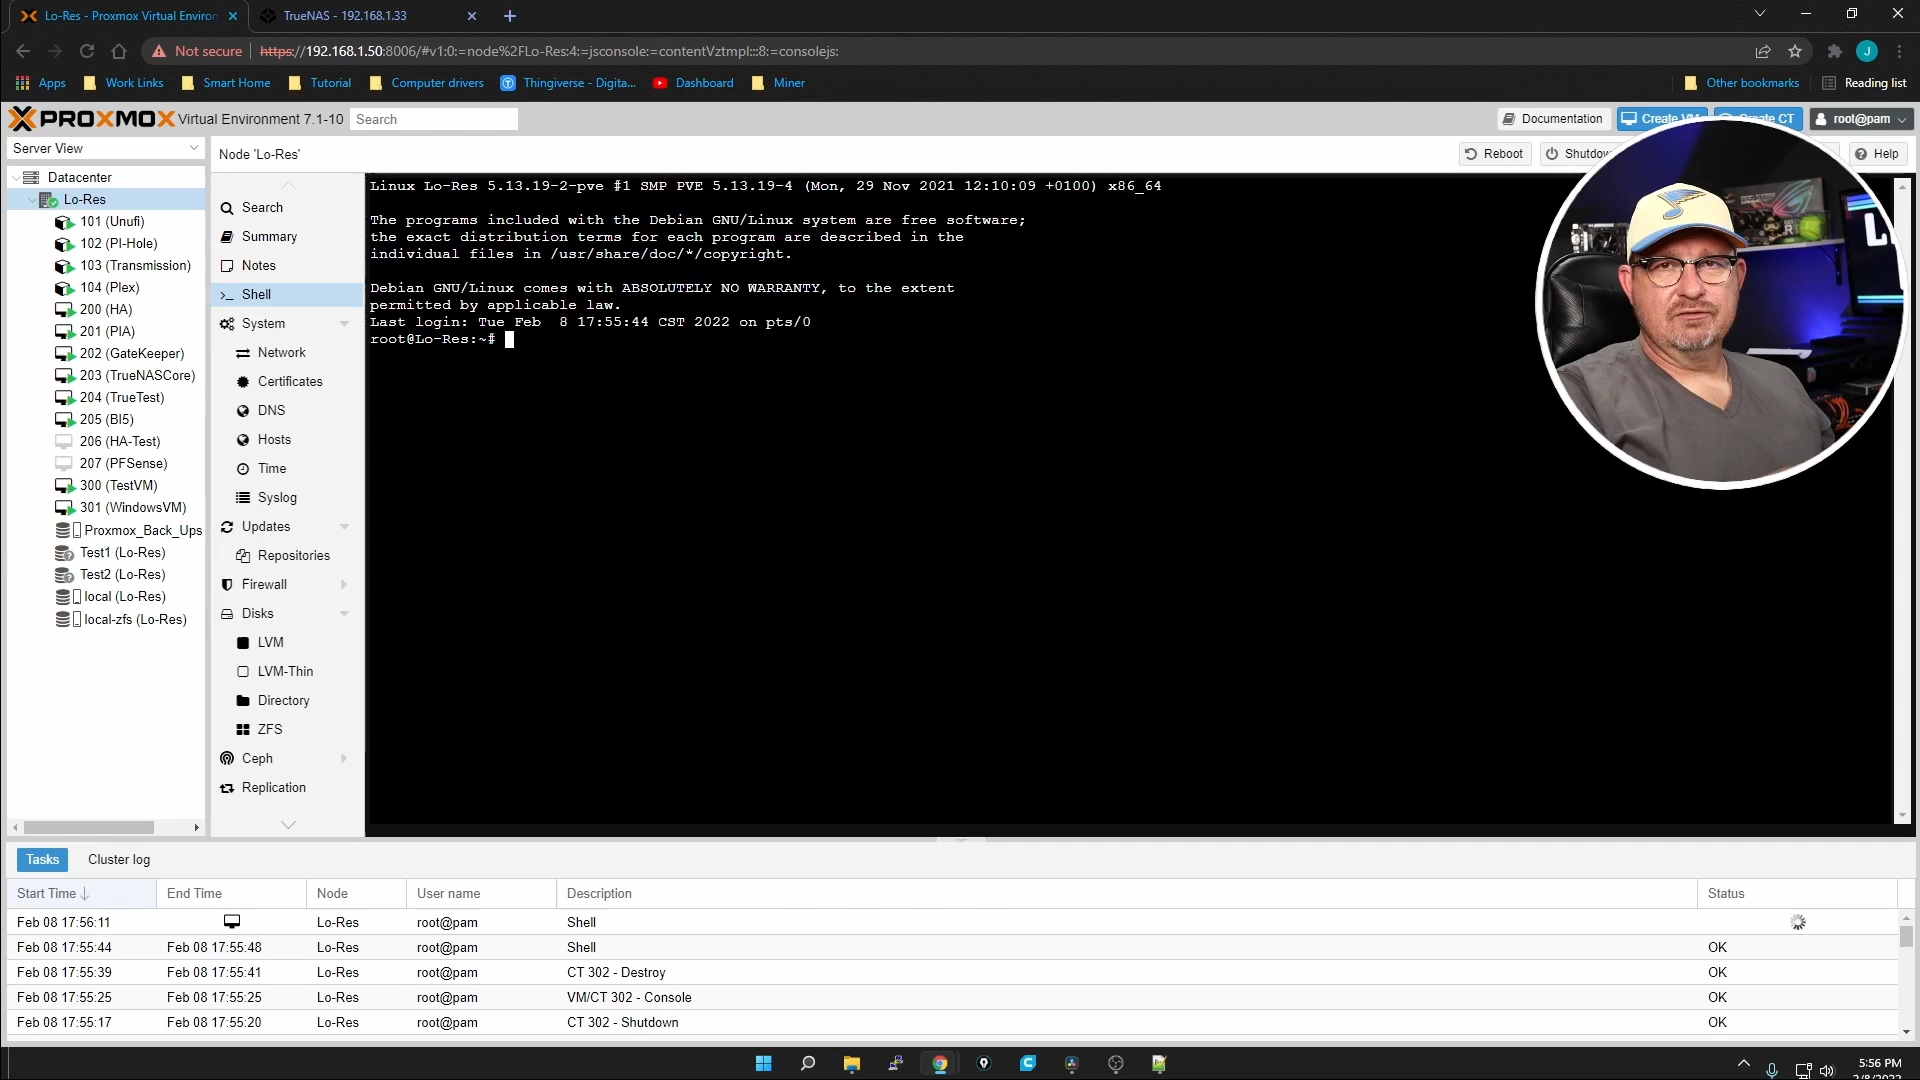 Lo-Res - Proxmox Virtual Environ
TrueNAS - 192.168.1.33
Not secure
https://192.168.1.50:8006/#v1:0:=node%2FLo-Res:4:=jsconsole:=contentVztmpl:::8:=consolejs:
J
Apps
Work Links
Smart Home
Tutorial
Computer drivers
Thingiverse - Digita...
Dashboard
Miner
Other bookmarks
Reading list
PROXMOX
Virtual Environment 7.1-10
Search
Documentation
Create VM
Create CT
root@pam
Server View
Datacenter
Lo-Res
101 (Unufi)
102 (PI-Hole)
103 (Transmission)
104 (Plex)
200 (HA)
201 (PIA)
202 (GateKeeper)
203 (TrueNASCore)
204 (TrueTest)
205 (BI5)
206 (HA-Test)
207 (PFSense)
300 (TestVM)
301 (WindowsVM)
Proxmox_Back_Ups
Test1 (Lo-Res)
Test2 (Lo-Res)
local (Lo-Res)
local-zfs (Lo-Res)
Node 'Lo-Res'
Reboot
Shutdow
Help
Search
Summary
Notes
Shell
System
Network
Certificates
DNS
Hosts
Time
Syslog
Updates
Repositories
Firewall
Disks
LVM
LVM-Thin
Directory
ZFS
Ceph
Replication
Linux Lo-Res 5.13.19-2-pve #1 SMP PVE 5.13.19-4 (Mon, 29 Nov 2021 12:10:09 +0100) x86_64
The programs included with the Debian GNU/Linux system are free software;
the exact distribution terms for each program are described in the
individual files in /usr/share/doc/*/copyright.
Debian GNU/Linux comes with ABSOLUTELY NO WARRANTY, to the extent
permitted by applicable law.
Last login: Tue Feb  8 17:55:44 CST 2022 on pts/0
root@Lo-Res:~#
Tasks
Cluster log
Start Time End Time Node User name Description Status
Feb 08 17:56:11 Lo-Res root@pam Shell
Feb 08 17:55:44 Feb 08 17:55:48 Lo-Res root@pam Shell OK
Feb 08 17:55:39 Feb 08 17:55:41 Lo-Res root@pam CT 302 - Destroy OK
Feb 08 17:55:25 Feb 08 17:55:25 Lo-Res root@pam VM/CT 302 - Console OK
Feb 08 17:55:17 Feb 08 17:55:20 Lo-Res root@pam CT 302 - Shutdown OK
5:56 PM
2/8/2022